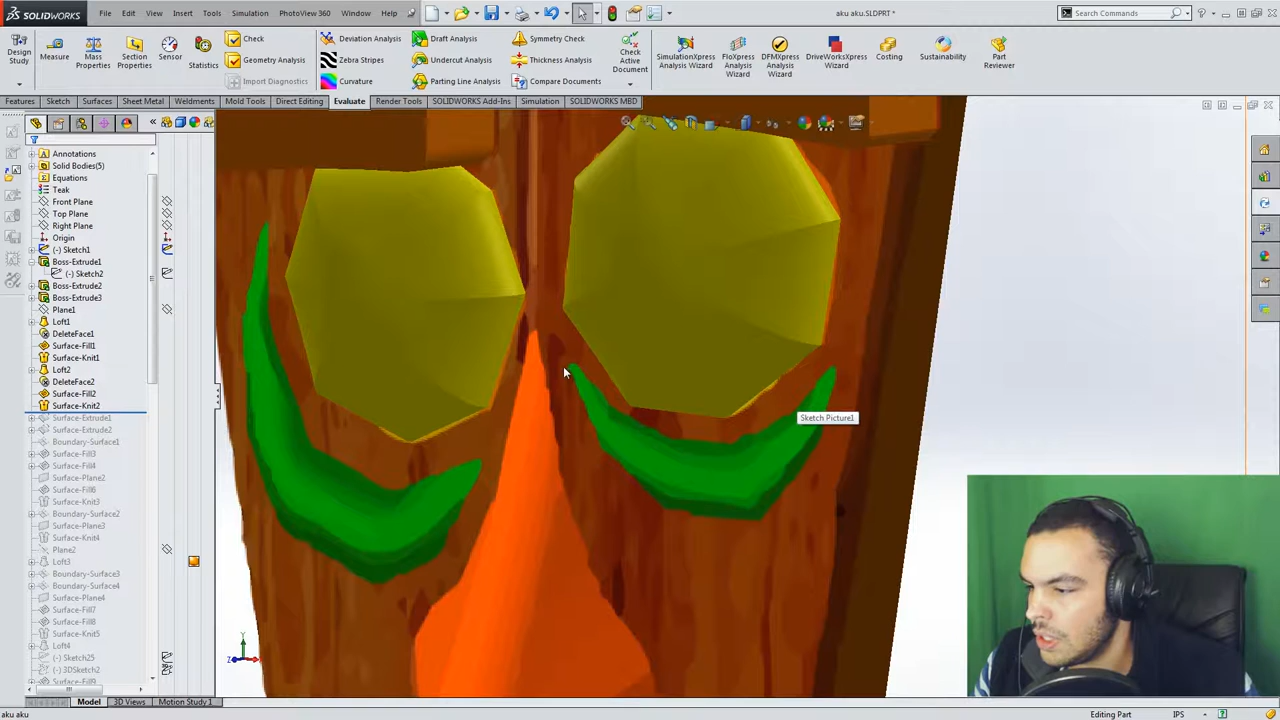 SOLIDWORKS File Edit View Insert Tools Simulation PhotoView 360 Window Help aku aku.SLDPRT * Search Commands
Design Study Measure Mass Properties Section Properties Sensor Statistics
Check
Geometry Analysis
Import Diagnostics
Deviation Analysis
Zebra Stripes
Curvature
Draft Analysis
Undercut Analysis
Parting Line Analysis
Symmetry Check
Thickness Analysis
Compare Documents
Check Active Document SimulationXpress Analysis Wizard FloXpress Analysis Wizard DFMXpress Analysis Wizard DriveWorksXpress Wizard Costing Sustainability Part Reviewer
Features Sketch Surfaces Sheet Metal Weldments Mold Tools Direct Editing Evaluate Render Tools SOLIDWORKS Add-Ins Simulation SOLIDWORKS MBD
Annotations
Solid Bodies(5)
Equations
Teak
Front Plane
Top Plane
Right Plane
Origin
(-) Sketch1
Boss-Extrude1
(-) Sketch2
Boss-Extrude2
Boss-Extrude3
Plane1
Loft1
DeleteFace1
Surface-Fill1
Surface-Knit1
Loft2
DeleteFace2
Surface-Fill2
Surface-Knit2
Surface-Extrude1
Surface-Extrude2
Boundary-Surface1
Surface-Fill3
Surface-Fill4
Surface-Plane2
Surface-Fill6
Surface-Knit3
Boundary-Surface2
Surface-Plane3
Surface-Knit4
Plane2
Loft3
Boundary-Surface3
Boundary-Surface4
Surface-Plane4
Surface-Fill7
Surface-Fill8
Surface-Knit5
Loft4
(-) Sketch25
(-) 3DSketch2
Surface-Fill9
Sketch Picture1
Y
Z
Model 3D Views Motion Study 1
aku aku Editing Part IPS